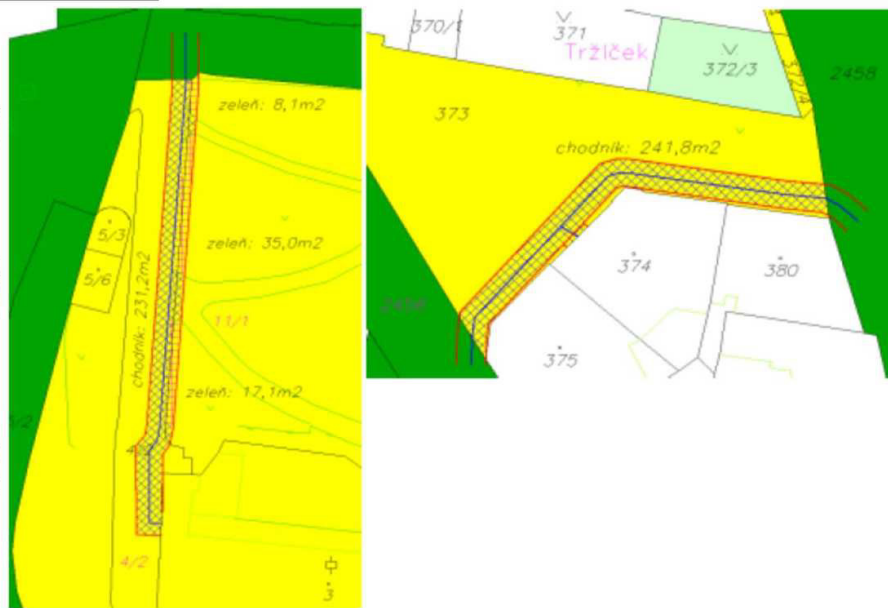 zeleň: 8,1m2
5/3
zeleň: 35,0m2
5/6
chodník: 231,2m2
11/1
zeleň: 17,1m2
4/2
3
370/1
371
Tržíček
372/3
2458
373
chodník: 241,8m2
374
380
2458
375